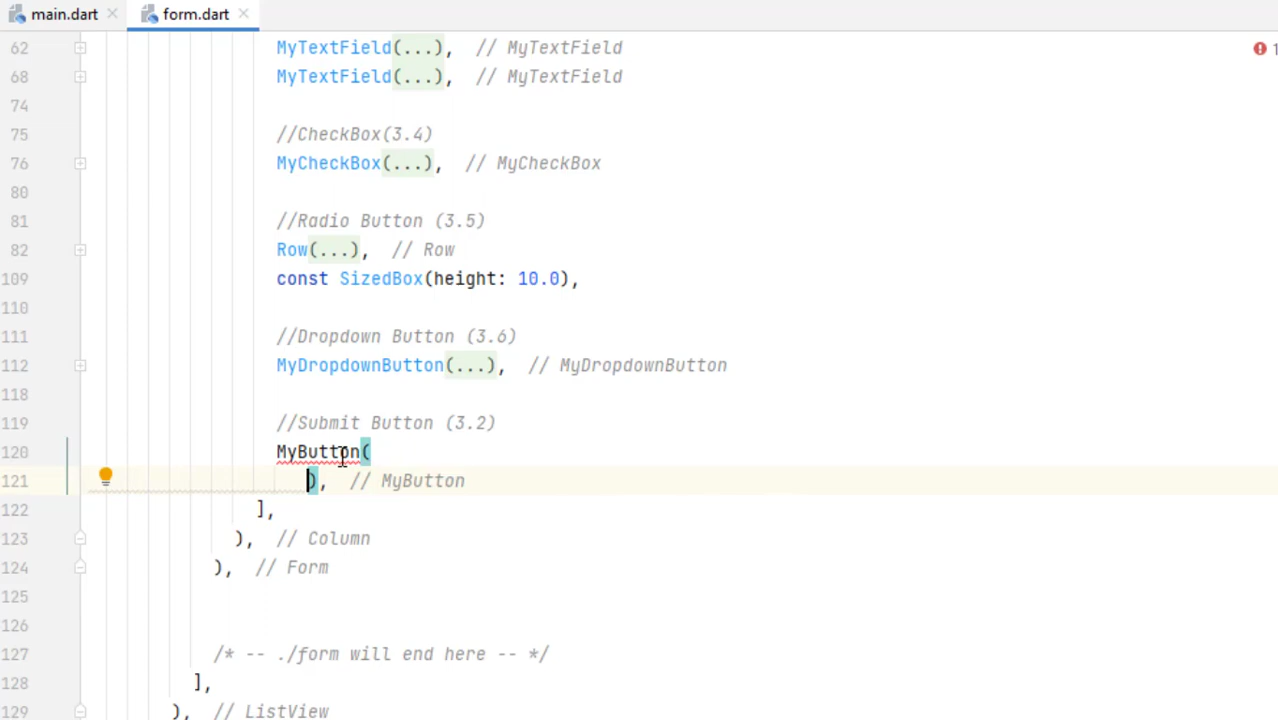 main.dart form.dart
62 MyTextField(...), // MyTextField 1
68 MyTextField(...), // MyTextField
74
75 //CheckBox(3.4)
76 MyCheckBox(...), // MyCheckBox
80
81 //Radio Button (3.5)
82 Row(...), // Row
109 const SizedBox(height: 10.0),
110
111 //Dropdown Button (3.6)
112 MyDropdownButton(...), // MyDropdownButton
118
119 //Submit Button (3.2)
120 MyButton(
121 ), // MyButton
122 ],
123 ), // Column
124 ), // Form
125
126
127 /* -- ./form will end here -- */
128 ],
129 ), // ListView